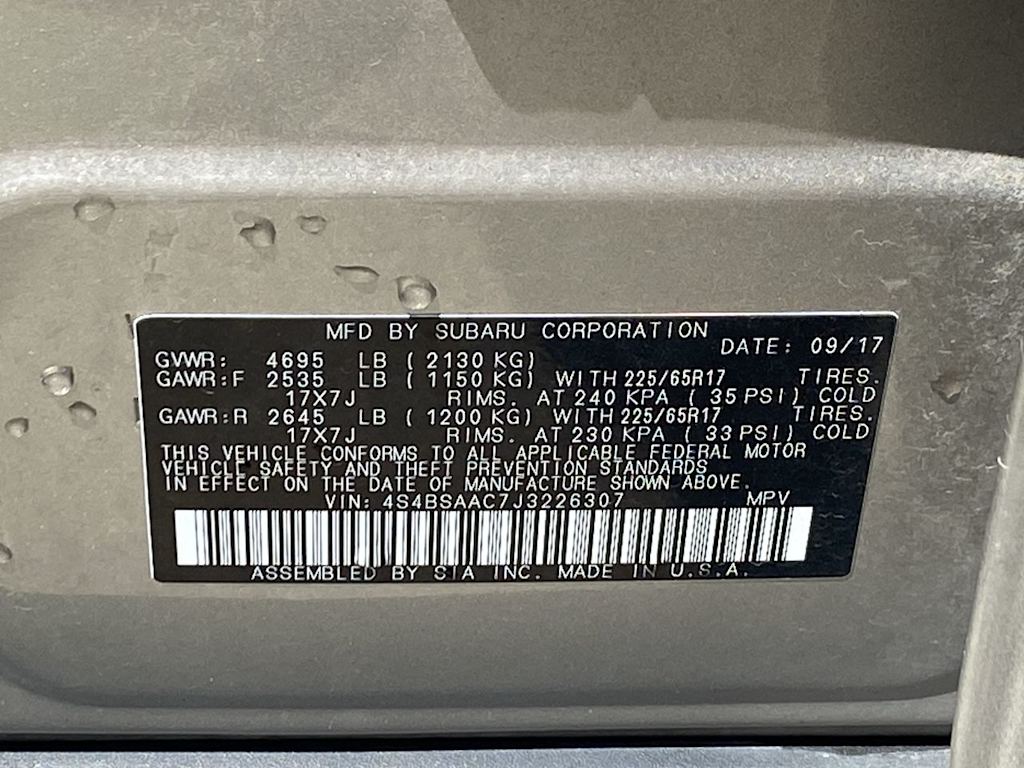 MFD BY SUBARU CORPORATION
DATE: 09/17
GVWR: 4695 LB ( 2130 KG)
GAWR:F 2535 LB ( 1150 KG) WITH 225/65R17 TIRES.
17X7J RIMS. AT 240 KPA ( 35 PSI) COLD
GAWR:R 2645 LB ( 1200 KG) WITH 225/65R17 TIRES.
17X7J RIMS. AT 230 KPA ( 33 PSI) COLD
THIS VEHICLE CONFORMS TO ALL APPLICABLE FEDERAL MOTOR
VEHICLE SAFETY AND THEFT PREVENTION STANDARDS
IN EFFECT ON THE DATE OF MANUFACTURE SHOWN ABOVE.
VIN: 4S4BSAAC7J3226307 MPV
ASSEMBLED BY SIA INC. MADE IN U.S.A.